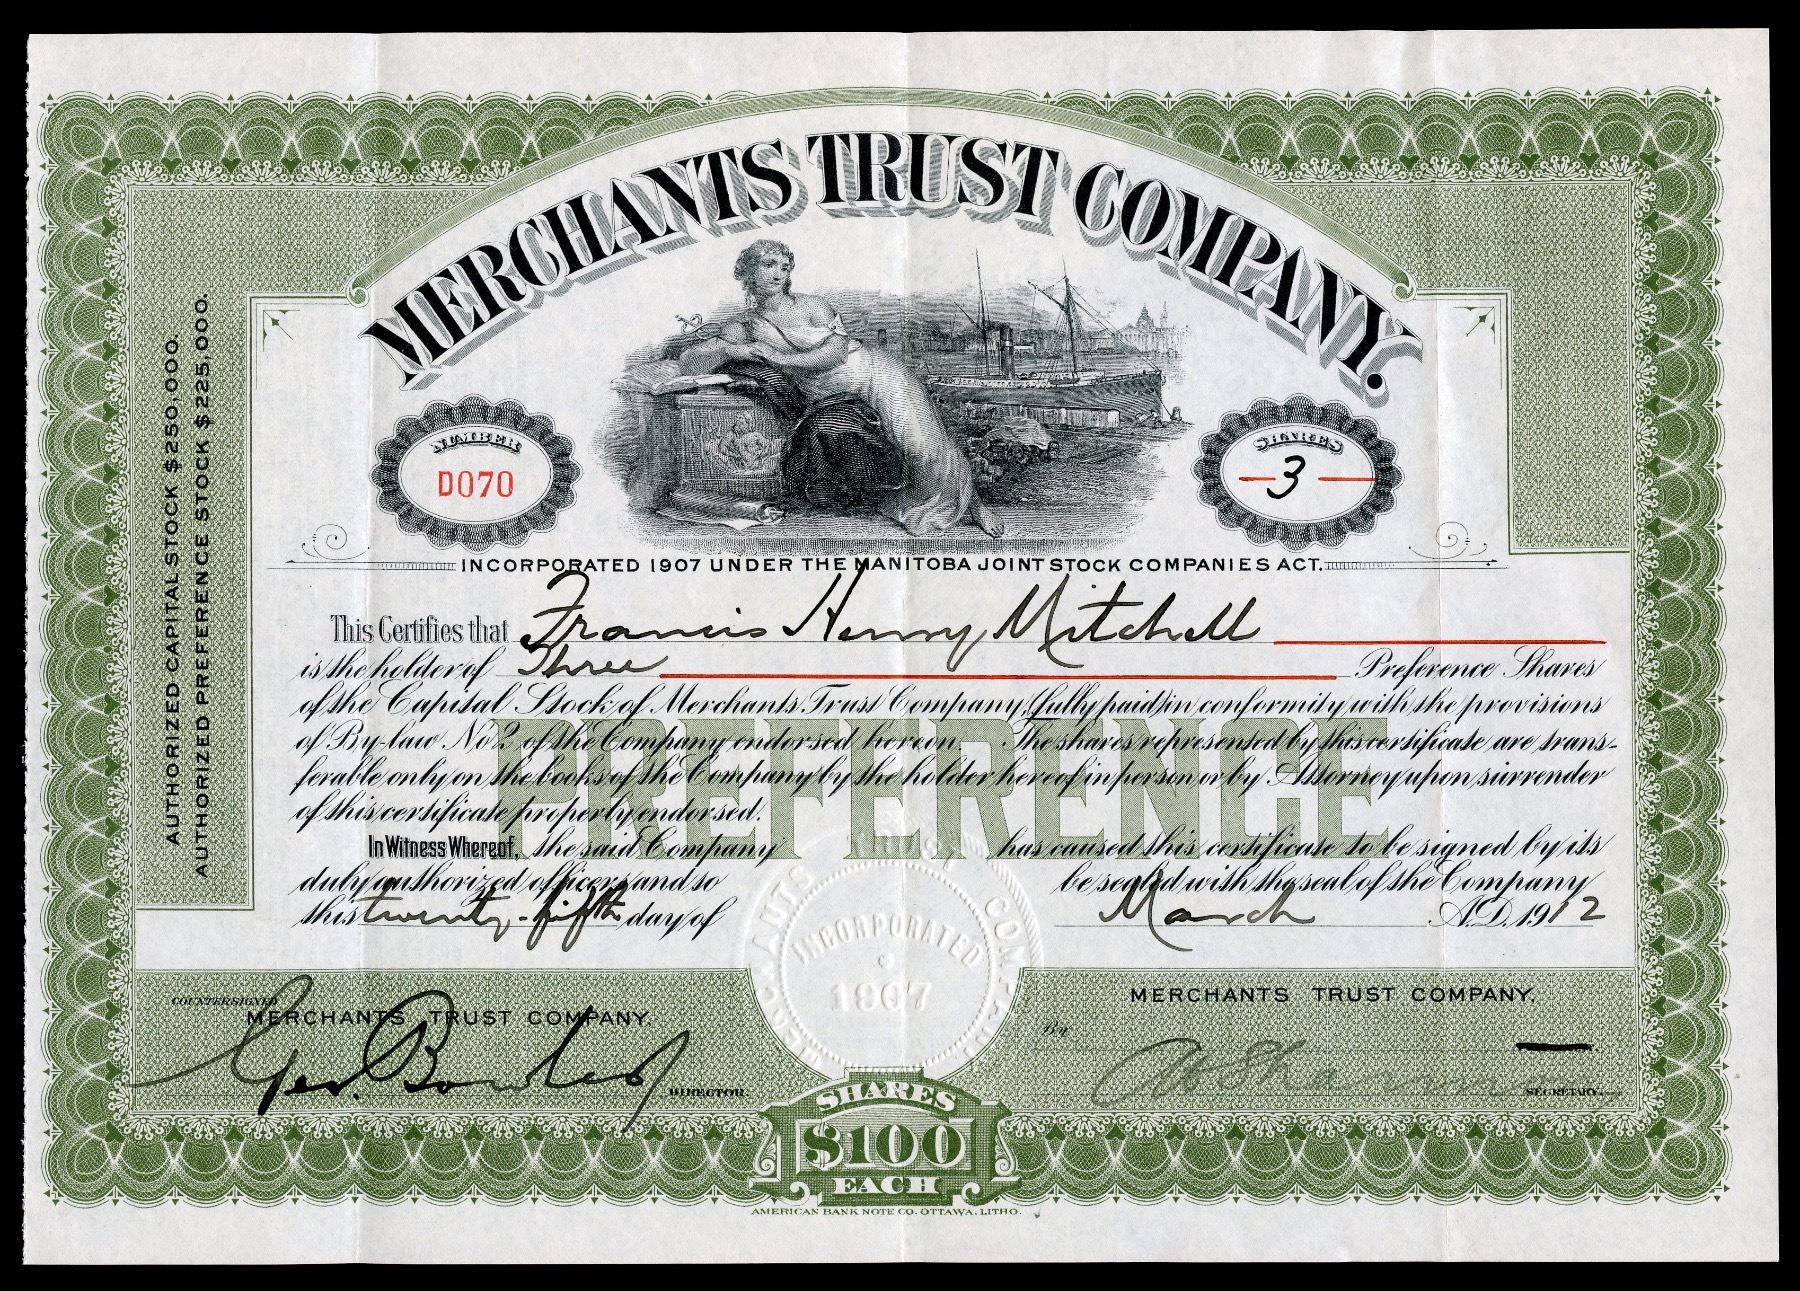 MERCHANTS TRUST COMPANY.
AUTHORIZED CAPITAL STOCK $250,000.
AUTHORIZED PREFERENCE STOCK $225,000.
NUMBER
D070
SHARES
3
INCORPORATED 1907 UNDER THE MANITOBA JOINT STOCK COMPANIES ACT.
This Certifies that Francis Henry Mitchell
is the holder of Three Preference Shares
of the Capital Stock of Merchants Trust Company, (fully paid) in conformity with the provisions
of By-law No 2 of the Company endorsed hereon. The shares represented by this certificate are trans-
ferable only on the books of the Company by the holder hereof in person or by Attorney upon surrender
of this certificate properly endorsed.
PREFERENCE
In Witness Whereof, the said Company has caused this certificate to be signed by its
duly authorized officers and to be sealed with the seal of the Company
this twenty-fifth day of March A.D. 1912
INCORPORATED
1907
COUNTERSIGNED
MERCHANTS TRUST COMPANY.
Geo. Bowles
DIRECTOR.
MERCHANTS TRUST COMPANY.
By
SECRETARY
SHARES
$100
EACH
AMERICAN BANK NOTE CO. OTTAWA, LITHO.